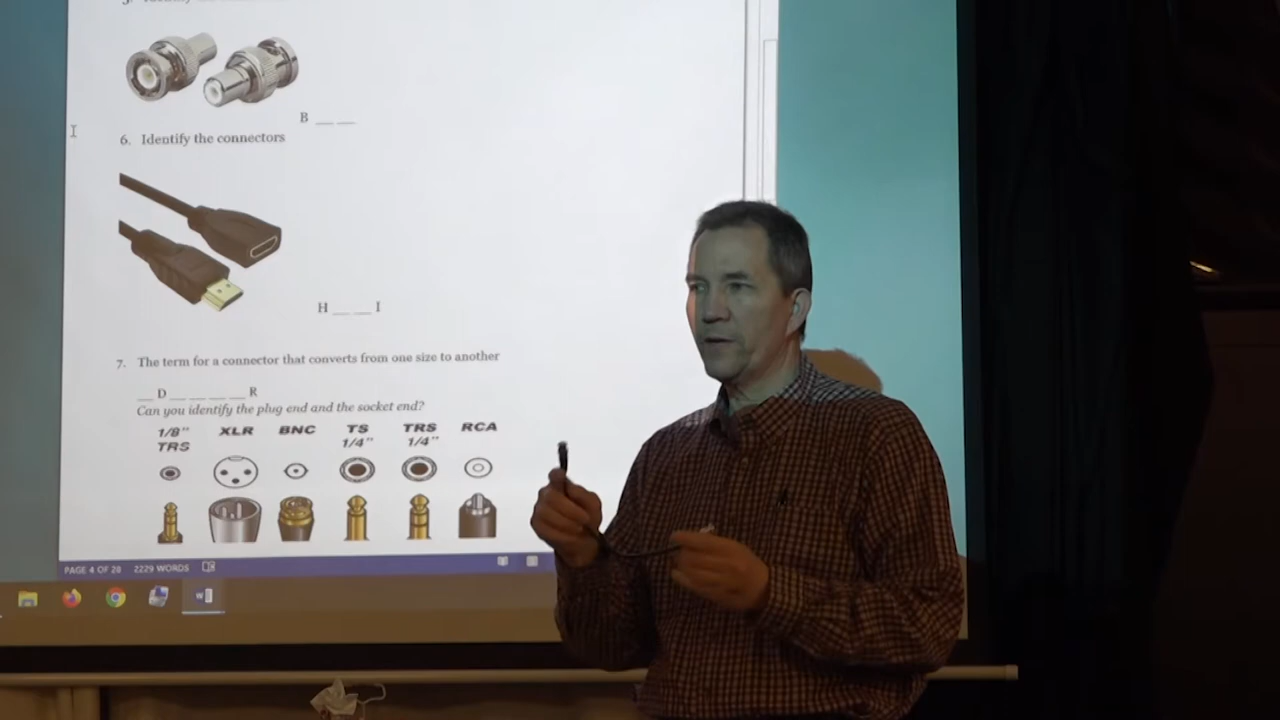 B __ __
6. Identify the connectors
H __ __ I
7. The term for a connector that converts from one size to another
__ D __ __ __ __ R
Can you identify the plug end and the socket end?
1/8" TRS XLR BNC TS 1/4" TRS 1/4" RCA
PAGE 4 OF 28 2229 WORDS